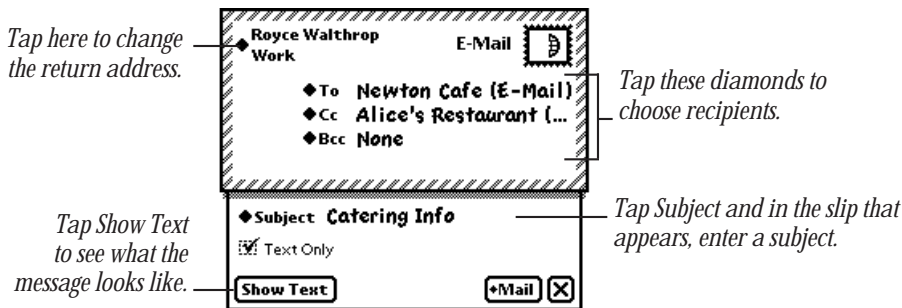 Tap here to change
the return address.
Royce Walthrop
Work
E-Mail
◆To Newton Cafe (E-Mail)
◆Cc Alice's Restaurant (...
◆Bcc None
Tap these diamonds to
choose recipients.
◆Subject Catering Info
Text Only
Show Text
◆Mail
Tap Show Text
to see what the
message looks like.
Tap Subject and in the slip that
appears, enter a subject.